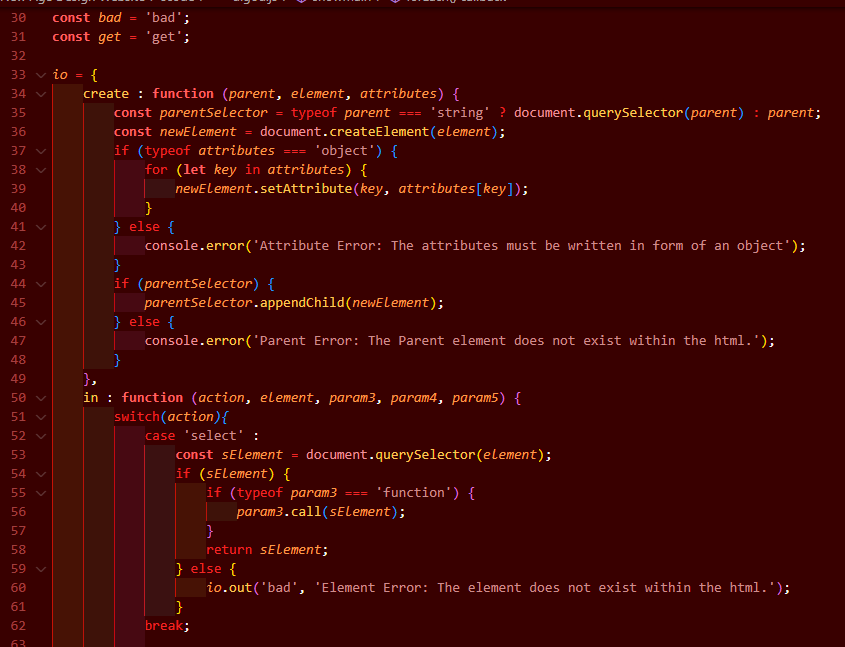 30 const bad = 'bad';
31 const get = 'get';
32
33 io = {
34 create : function (parent, element, attributes) {
35 const parentSelector = typeof parent === 'string' ? document.querySelector(parent) : parent;
36 const newElement = document.createElement(element);
37 if (typeof attributes === 'object') {
38 for (let key in attributes) {
39 newElement.setAttribute(key, attributes[key]);
40 }
41 } else {
42 console.error('Attribute Error: The attributes must be written in form of an object');
43 }
44 if (parentSelector) {
45 parentSelector.appendChild(newElement);
46 } else {
47 console.error('Parent Error: The Parent element does not exist within the html.');
48 }
49 },
50 in : function (action, element, param3, param4, param5) {
51 switch(action){
52 case 'select' :
53 const sElement = document.querySelector(element);
54 if (sElement) {
55 if (typeof param3 === 'function') {
56 param3.call(sElement);
57 }
58 return sElement;
59 } else {
60 io.out('bad', 'Element Error: The element does not exist within the html.');
61 }
62 break;
63